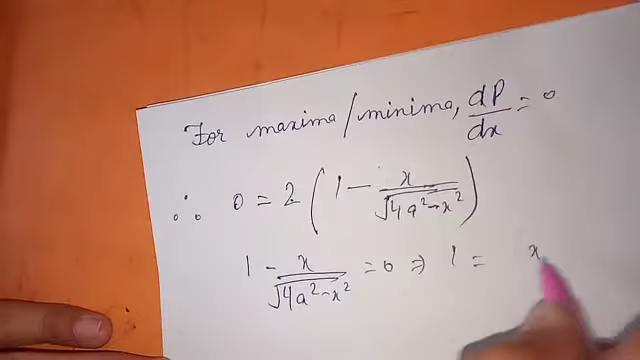 For maxima/minima, dP/dx = 0
∴ 0 = 2 (1 - x/√(4a² - x²))
1 - x/√(4a² - x²) = 0 ⇒ 1 = x